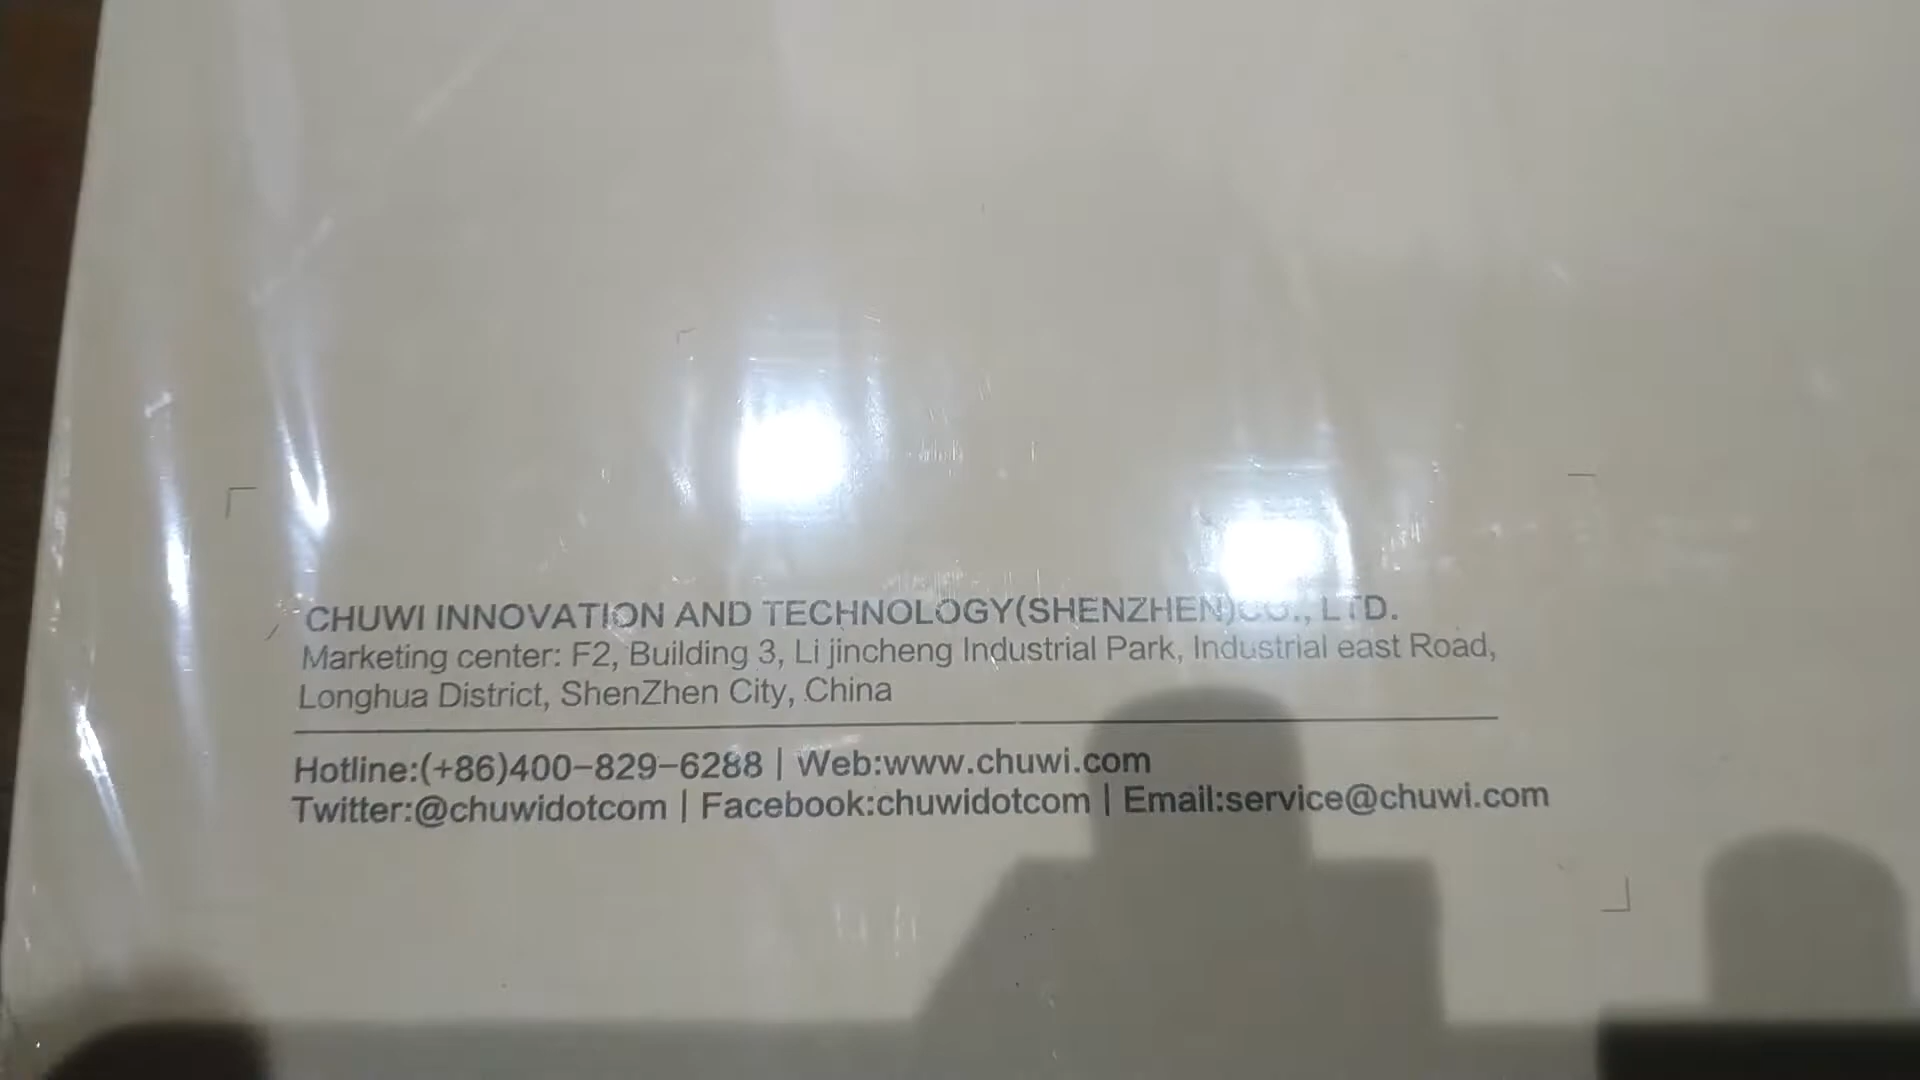 CHUWI INNOVATION AND TECHNOLOGY(SHENZHEN)CO., LTD.
Marketing center: F2, Building 3, Li jincheng Industrial Park, Industrial east Road,
Longhua District, ShenZhen City, China
Hotline:(+86)400-829-6288 | Web:www.chuwi.com
Twitter:@chuwidotcom | Facebook:chuwidotcom | Email:service@chuwi.com